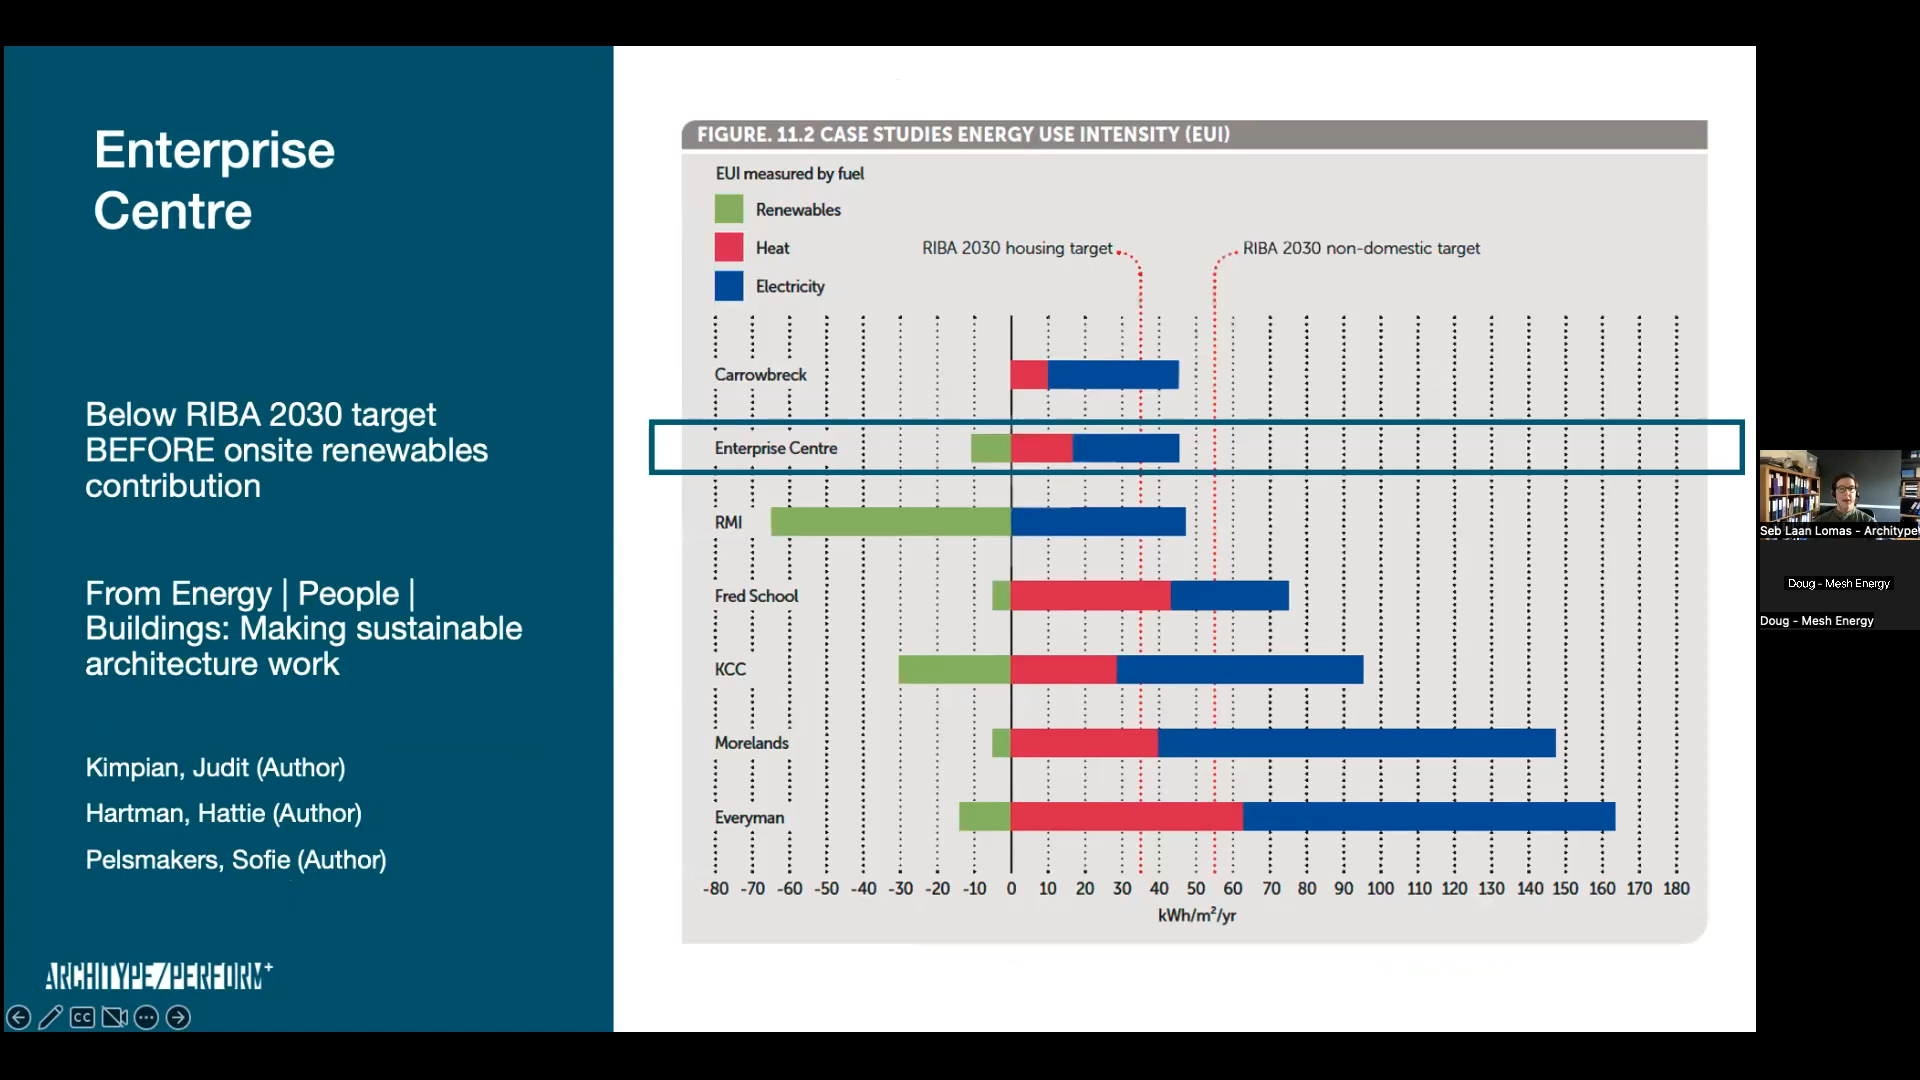 Enterprise
Centre
Below RIBA 2030 target
BEFORE onsite renewables
contribution
From Energy | People |
Buildings: Making sustainable
architecture work
Kimpian, Judit (Author)
Hartman, Hattie (Author)
Pelsmakers, Sofie (Author)
ARCHITYPE/PERFORM+
CC
FIGURE. 11.2 CASE STUDIES ENERGY USE INTENSITY (EUI)
EUI measured by fuel
Renewables
Heat
Electricity
RIBA 2030 housing target
RIBA 2030 non-domestic target
Carrowbreck
Enterprise Centre
RMI
Fred School
KCC
Morelands
Everyman
-80 -70 -60 -50 -40 -30 -20 -10 0 10 20 30 40 50 60 70 80 90 100 110 120 130 140 150 160 170 180
kWh/m²/yr
Seb Laan Lomas - Architype
Doug - Mesh Energy
Doug - Mesh Energy